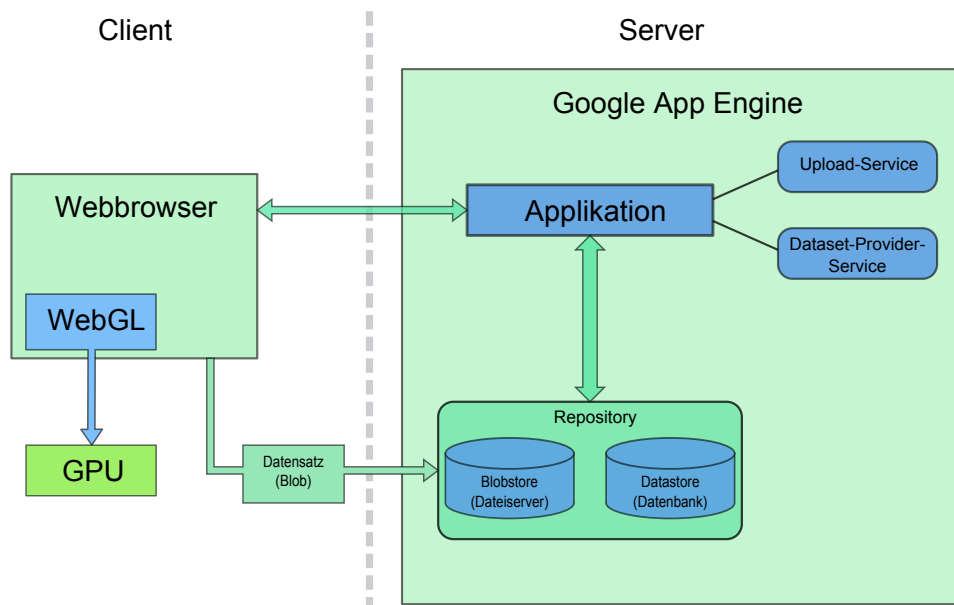 Client
Server
Google App Engine
Upload-Service
Webbrowser
Applikation
Dataset-Provider-
Service
WebGL
Repository
GPU
Datensatz
(Blob)
Blobstore
(Dateiserver)
Datastore
(Datenbank)